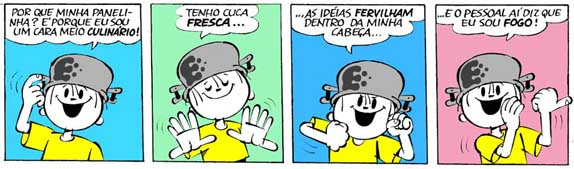 POR QUE MINHA PANELI-
NHA? É PORQUE EU SOU
UM CARA MEIO CULINÁRIO!
TENHO CUCA
FRESCA...
...AS IDÉIAS FERVILHAM
DENTRO DA MINHA
CABEÇA...
...E O PESSOAL AÍ DIZ QUE
EU SOU FOGO!